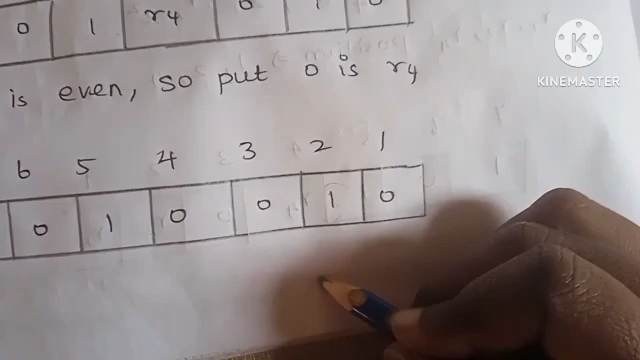 0 1 r4 0 1 0
KINEMASTER
is even, so put 0 is r4
6 5 4 3 2 1
0 1 0 0 1 0